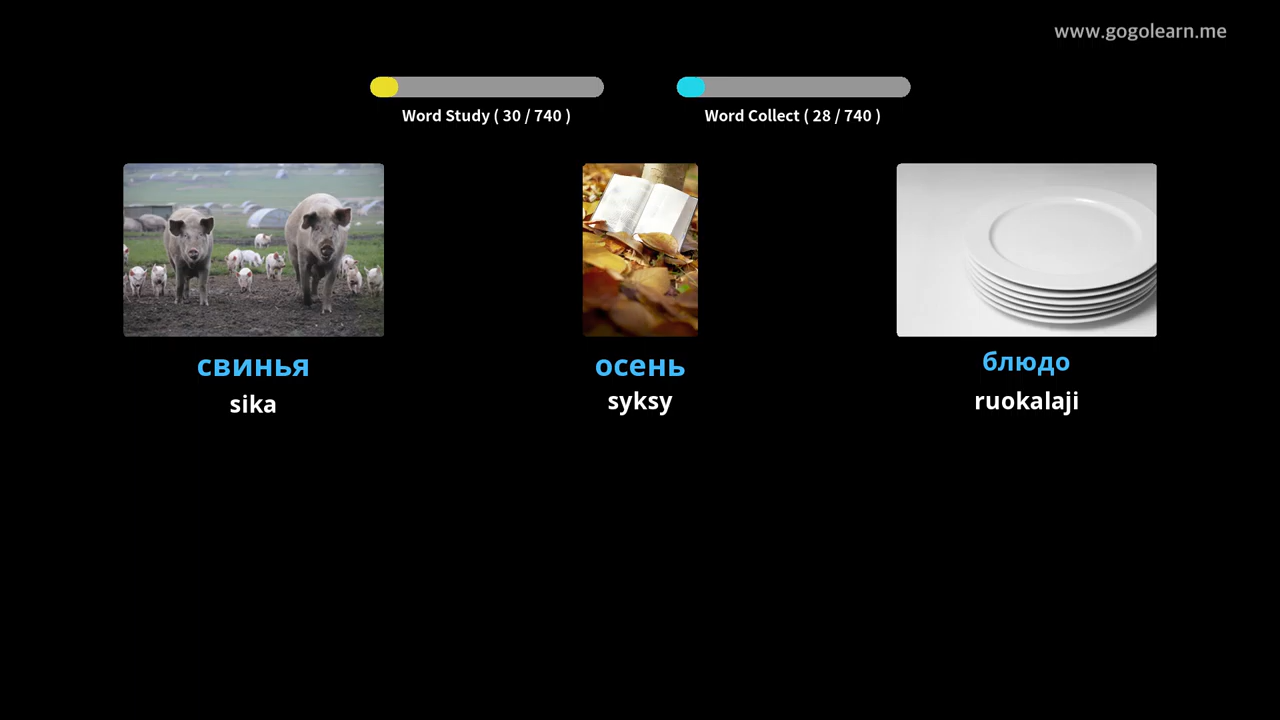 www.gogolearn.me
Word Study ( 30 / 740 )
Word Collect ( 28 / 740 )
свинья
sika
осень
syksy
блюдо
ruokalaji